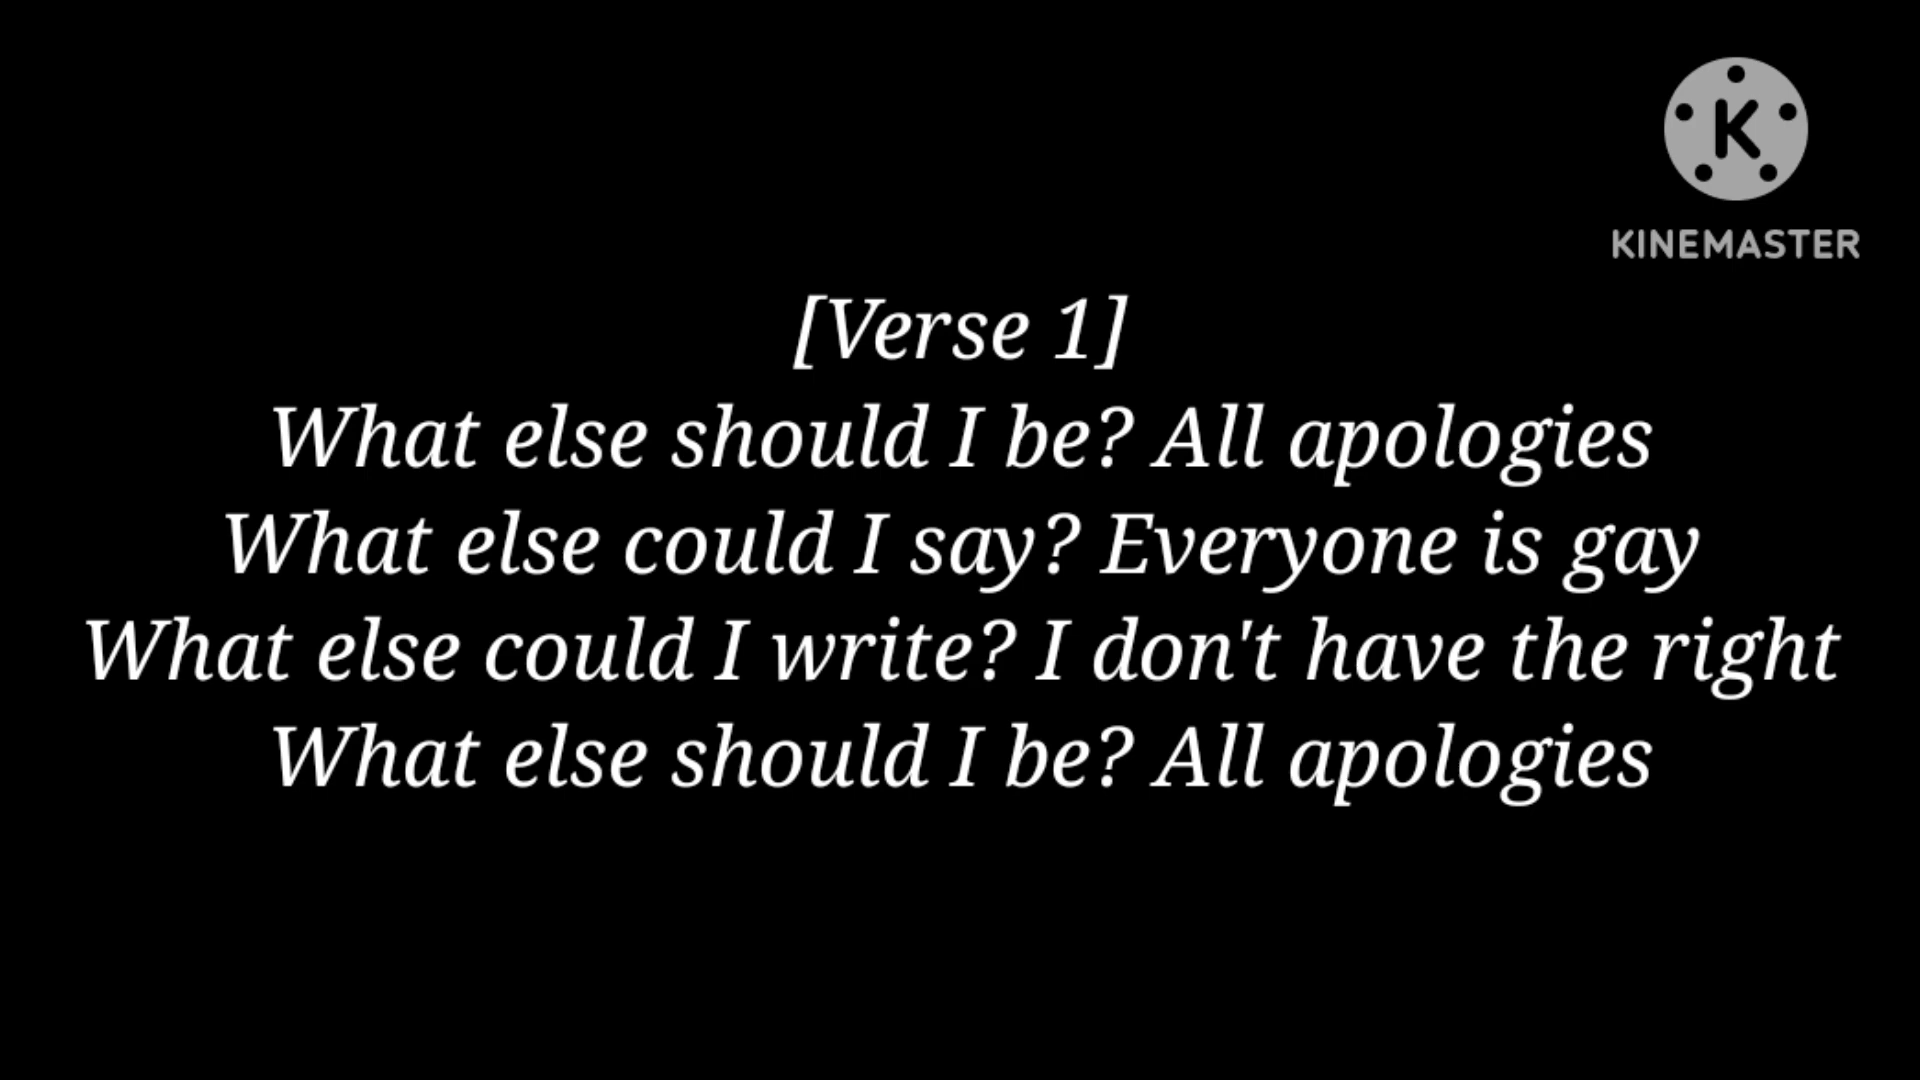 KINEMASTER
[Verse 1]
What else should I be? All apologies
What else could I say? Everyone is gay
What else could I write? I don't have the right
What else should I be? All apologies